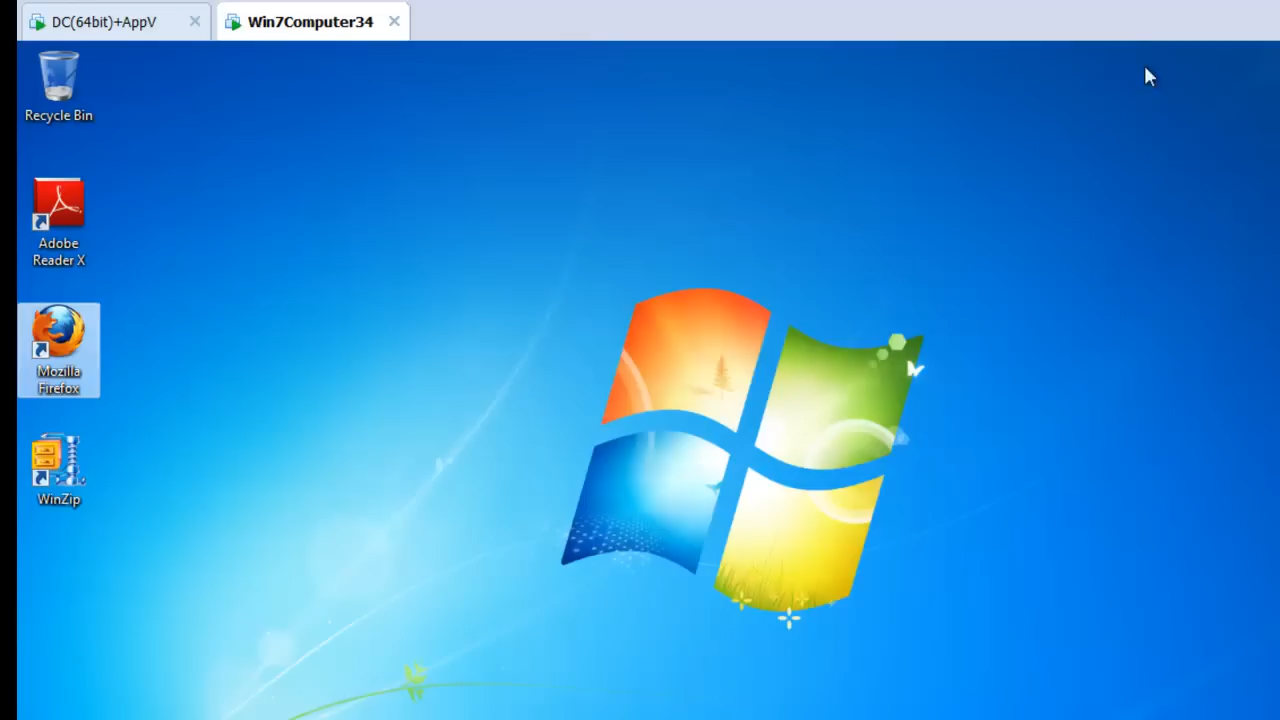 DC(64bit)+AppV
Win7Computer34
Recycle Bin
Adobe
Reader X
Mozilla
Firefox
WinZip